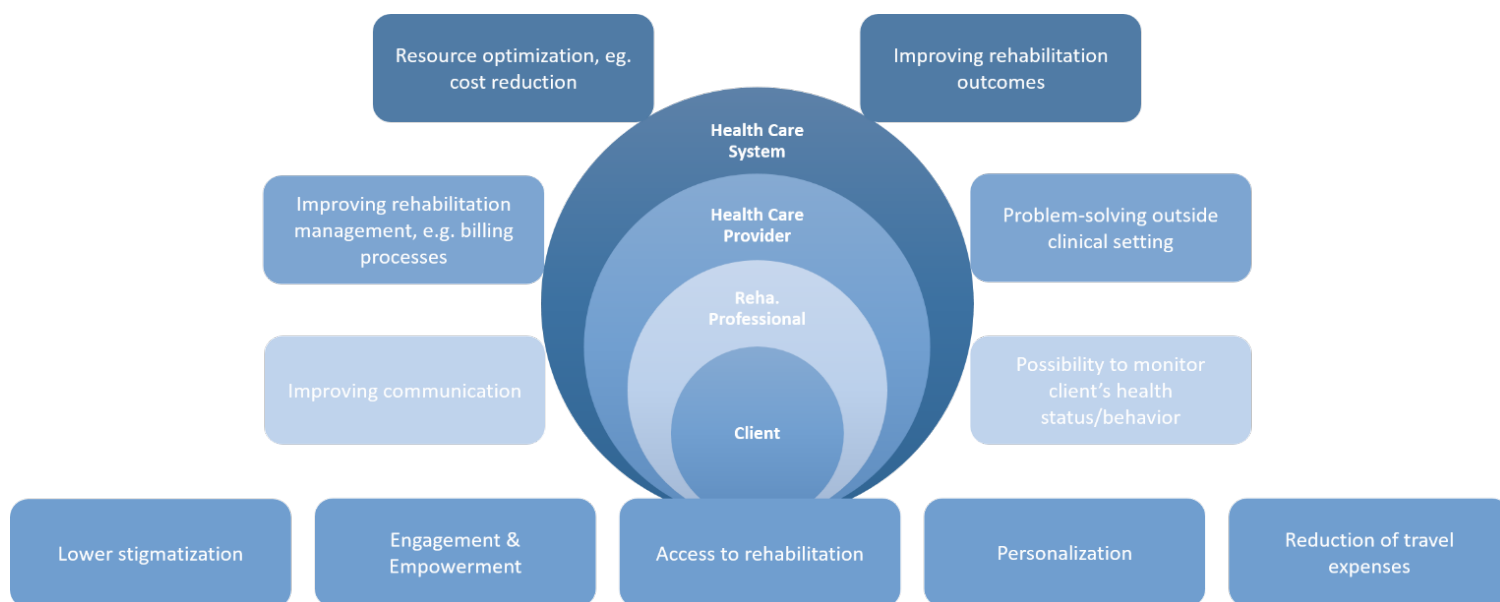 Resource optimization, eg.
cost reduction
Improving rehabilitation
outcomes
Health Care
System
Improving rehabilitation
management, e.g. billing
processes
Health Care
Provider
Problem-solving outside
clinical setting
Reha.
Professional
Improving communication
Possibility to monitor
client's health
status/behavior
Client
Lower stigmatization
Engagement &
Empowerment
Access to rehabilitation
Personalization
Reduction of travel
expenses